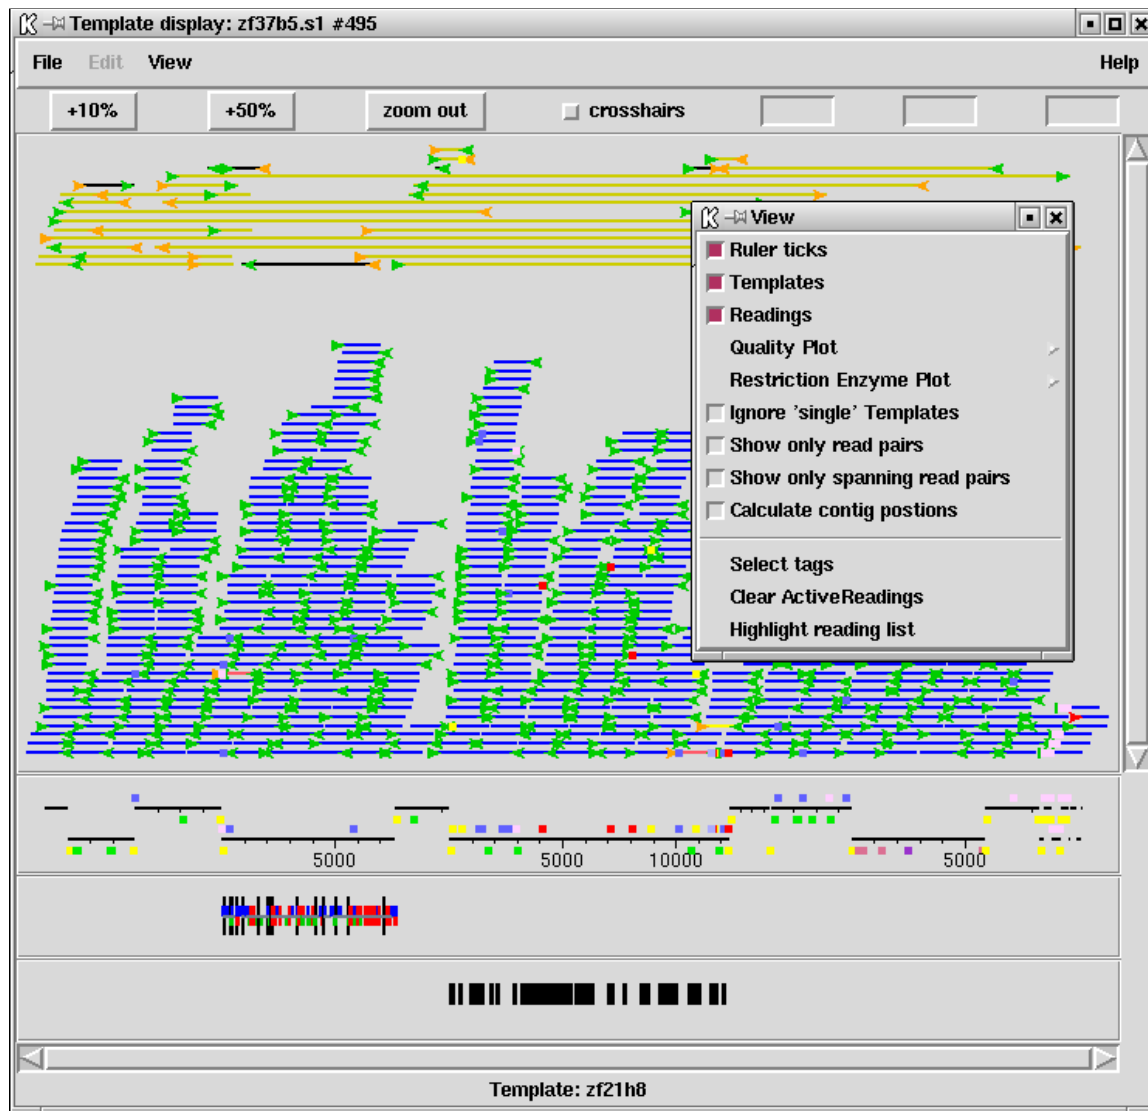 Template display: zf37b5.s1 #495
File Edit View Help
+10% +50% zoom out crosshairs
View
Ruler ticks
Templates
Readings
Quality Plot
Restriction Enzyme Plot
Ignore 'single' Templates
Show only read pairs
Show only spanning read pairs
Calculate contig postions
Select tags
Clear ActiveReadings
Highlight reading list
5000 5000 10000 5000
Template: zf21h8